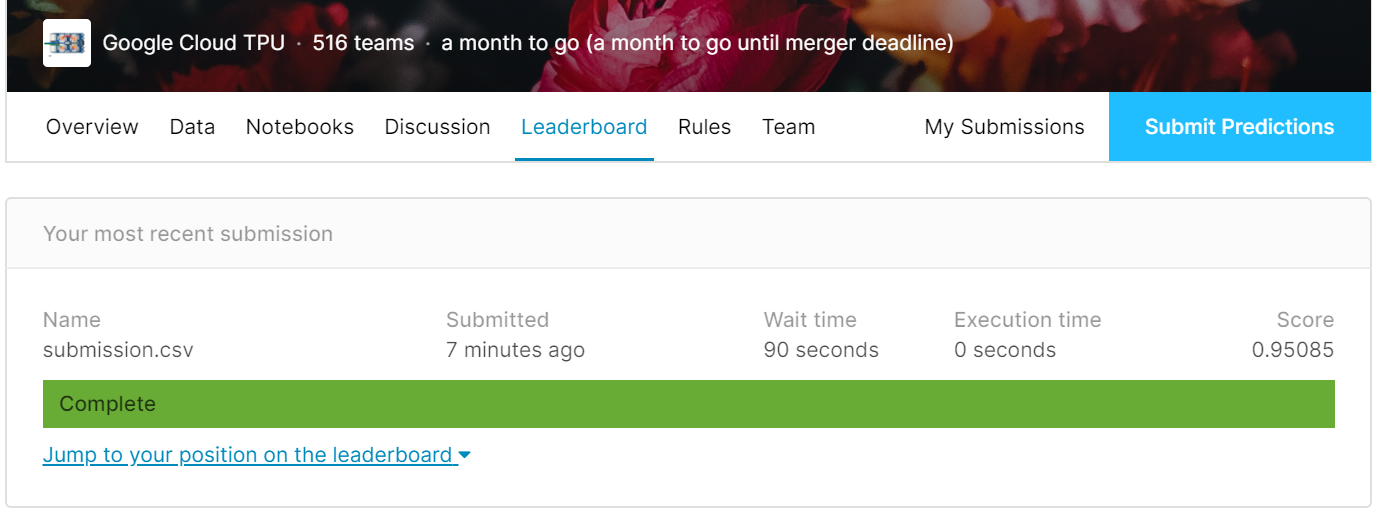 Google Cloud TPU · 516 teams · a month to go (a month to go until merger deadline)
Overview Data Notebooks Discussion Leaderboard Rules Team My Submissions Submit Predictions
Your most recent submission
Name Submitted Wait time Execution time Score
submission.csv 7 minutes ago 90 seconds 0 seconds 0.95085
Complete
Jump to your position on the leaderboard